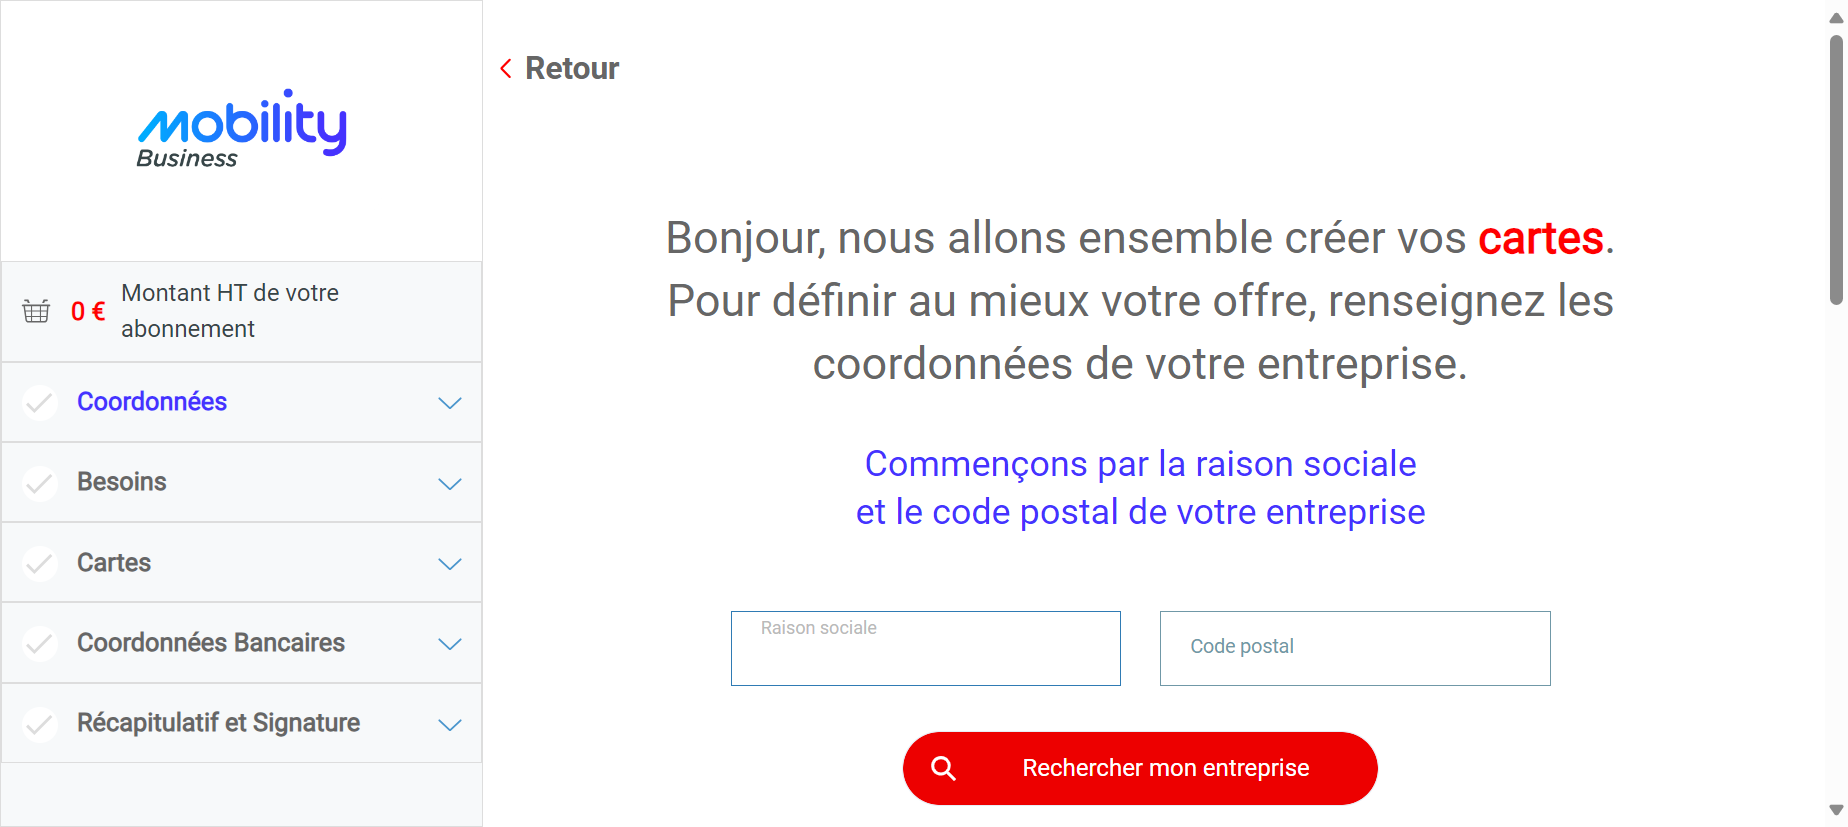 mobility
Business
0 €
Montant HT de votre
abonnement
Coordonnées
Besoins
Cartes
Coordonnées Bancaires
Récapitulatif et Signature
Retour
Bonjour, nous allons ensemble créer vos cartes.
Pour définir au mieux votre offre, renseignez les
coordonnées de votre entreprise.
Commençons par la raison sociale
et le code postal de votre entreprise
Raison sociale
Code postal
Rechercher mon entreprise